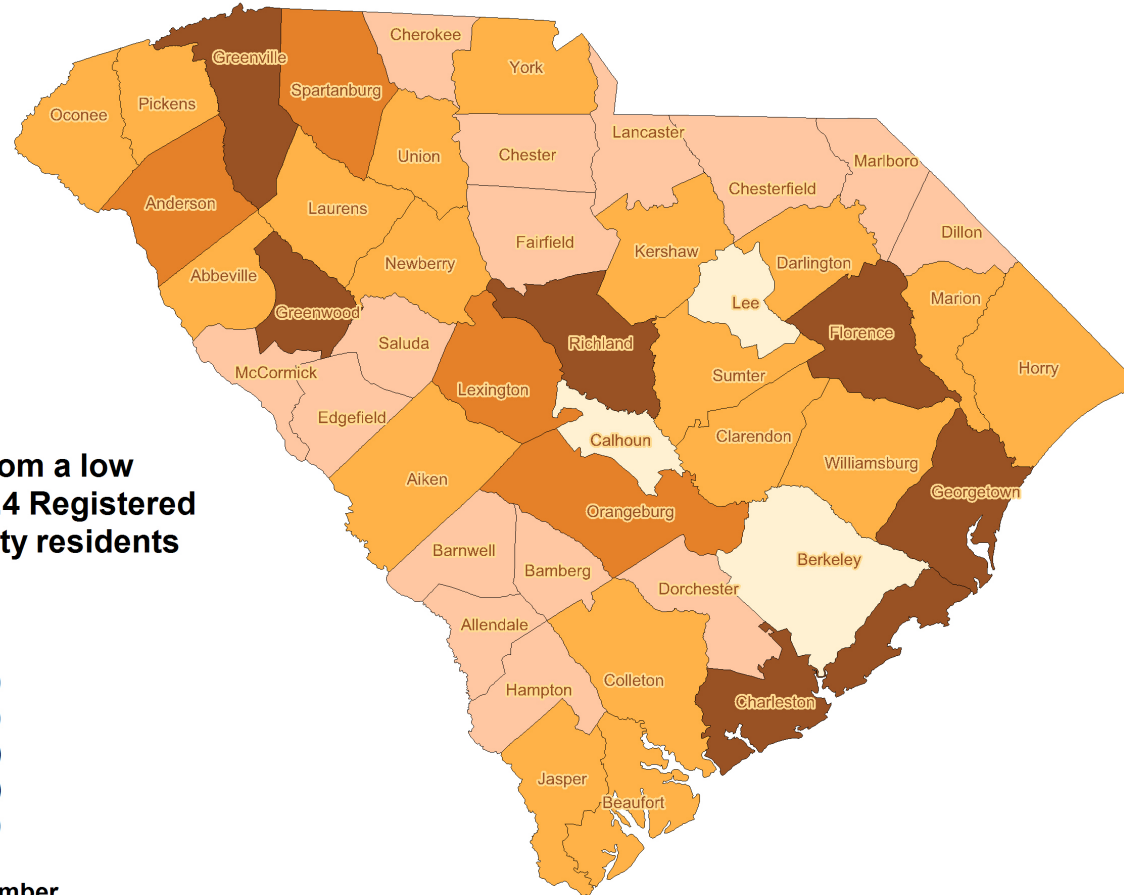 Cherokee
Greenville
York
Spartanburg
Pickens
Oconee
Lancaster
Chester
Union
Marlboro
Chesterfield
Anderson
Laurens
Dillon
Fairfield
Kershaw
Newberry
Darlington
Abbeville
Marion
Lee
Greenwood
Florence
Richland
Saluda
Horry
McCormick
Sumter
Lexington
Edgefield
Clarendon
Calhoun
om a low
Williamsburg
Aiken
Georgetown
.4 Registered
Orangeburg
ty residents
Barnwell
Berkeley
Bamberg
Dorchester
Allendale
Colleton
Hampton
Charleston
Jasper
Beaufort
mber